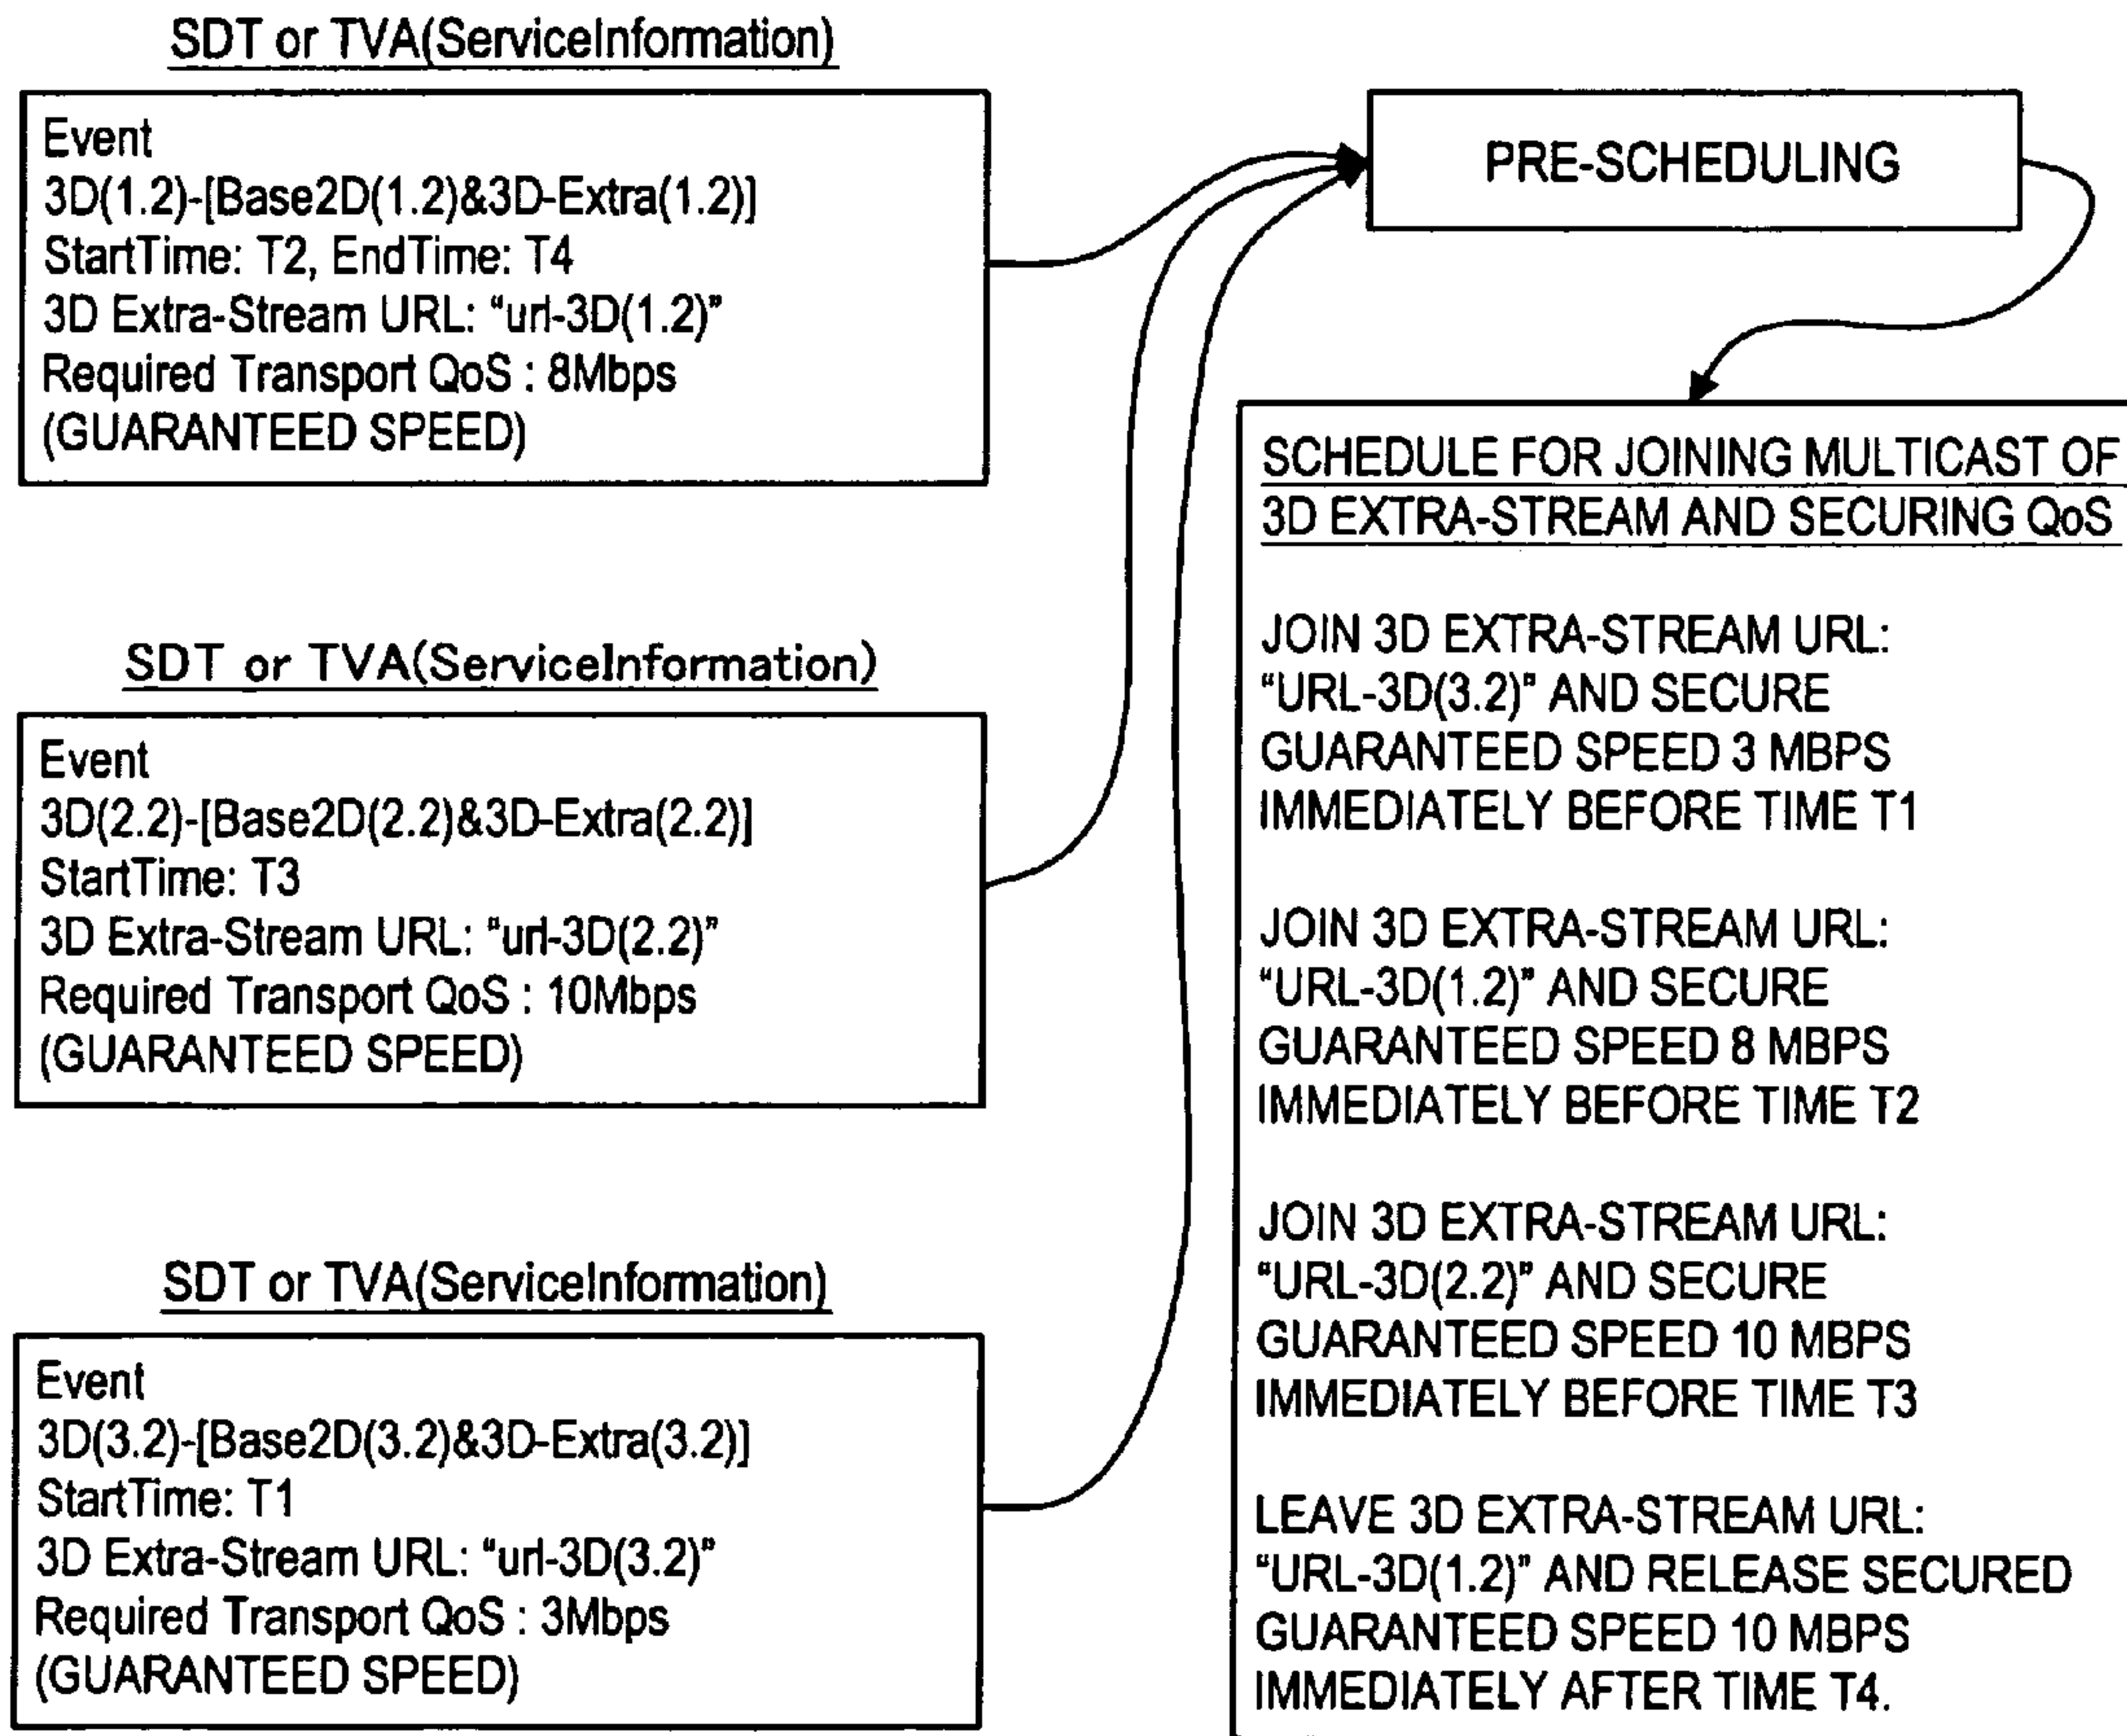 SDT or TVA(ServiceInformation)
Event
3D(1.2)-[Base2D(1.2)&3D-Extra(1.2)]
StartTime: T2, EndTime: T4
3D Extra-Stream URL: "url-3D(1.2)"
Required Transport QoS : 8Mbps
(GUARANTEED SPEED)
SDT or TVA(ServiceInformation)
Event
3D(2.2)-[Base2D(2.2)&3D-Extra(2.2)]
StartTime: T3
3D Extra-Stream URL: "url-3D(2.2)"
Required Transport QoS : 10Mbps
(GUARANTEED SPEED)
SDT or TVA(ServiceInformation)
Event
3D(3.2)-[Base2D(3.2)&3D-Extra(3.2)]
StartTime: T1
3D Extra-Stream URL: "url-3D(3.2)"
Required Transport QoS : 3Mbps
(GUARANTEED SPEED)
PRE-SCHEDULING
SCHEDULE FOR JOINING MULTICAST OF
3D EXTRA-STREAM AND SECURING QoS
JOIN 3D EXTRA-STREAM URL:
"URL-3D(3.2)" AND SECURE
GUARANTEED SPEED 3 MBPS
IMMEDIATELY BEFORE TIME T1
JOIN 3D EXTRA-STREAM URL:
"URL-3D(1.2)" AND SECURE
GUARANTEED SPEED 8 MBPS
IMMEDIATELY BEFORE TIME T2
JOIN 3D EXTRA-STREAM URL:
"URL-3D(2.2)" AND SECURE
GUARANTEED SPEED 10 MBPS
IMMEDIATELY BEFORE TIME T3
LEAVE 3D EXTRA-STREAM URL:
"URL-3D(1.2)" AND RELEASE SECURED
GUARANTEED SPEED 10 MBPS
IMMEDIATELY AFTER TIME T4.